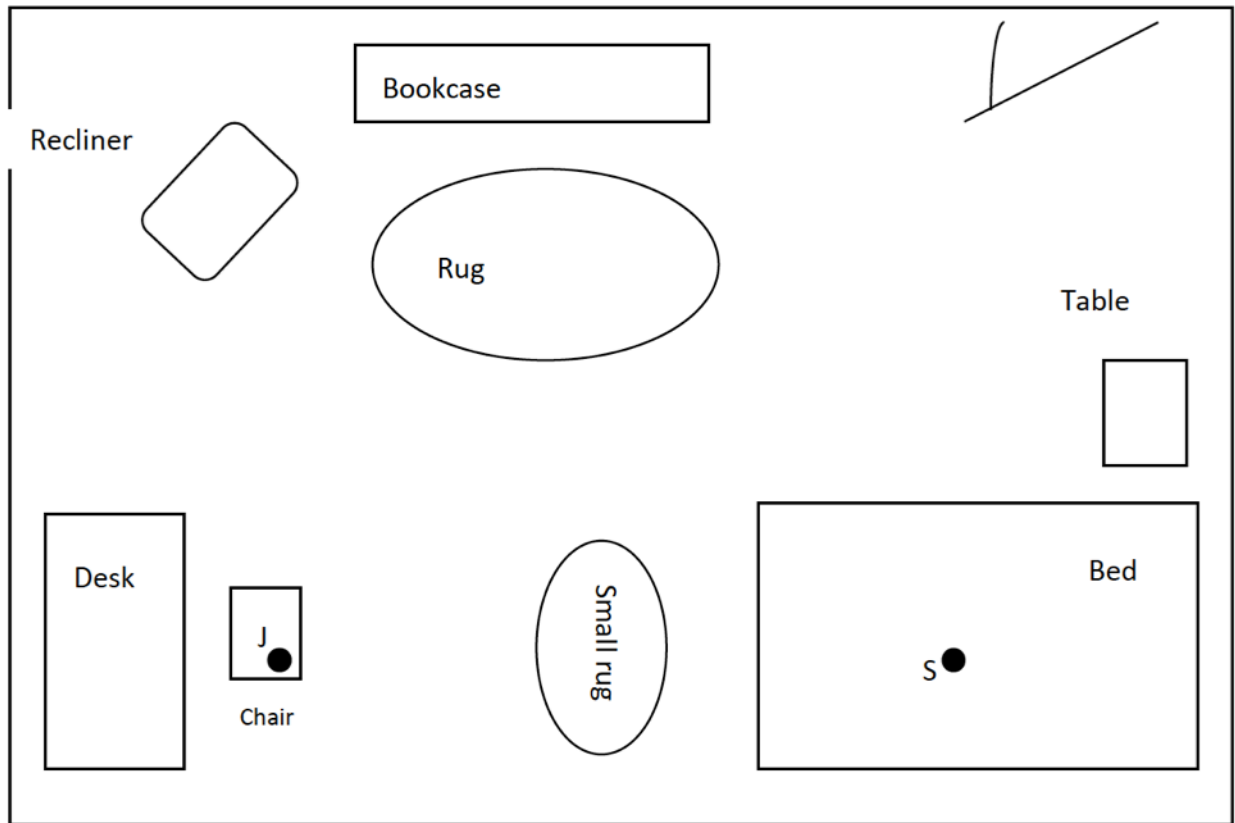 Bookcase
Recliner
Rug
Table
Desk
Bed
Small rug
J
S
Chair